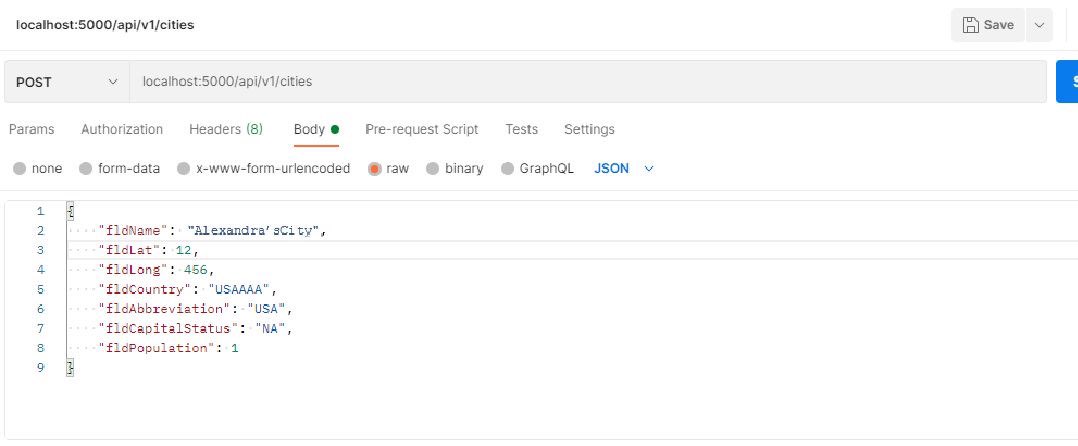 localhost:5000/api/v1/cities
Save
POST
localhost:5000/api/v1/cities
Params Authorization Headers (8) Body Pre-request Script Tests Settings
none form-data x-www-form-urlencoded raw binary GraphQL JSON
1 {
2 "fldName": "Alexandra'sCity",
3 "fldLat": 12,
4 "fldLong": 456,
5 "fldCountry": "USAAAA",
6 "fldAbbreviation": "USA",
7 "fldCapitalStatus": "NA",
8 "fldPopulation": 1
9 }